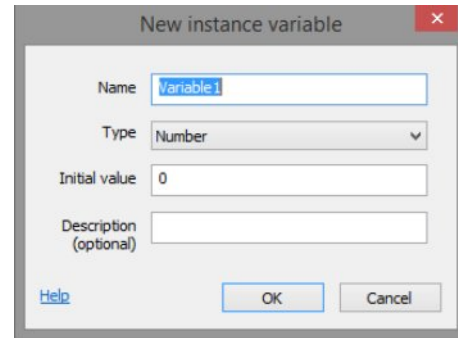 New instance variable
Name Variable1
Type Number
Initial value 0
Description
(optional)
Help OK Cancel